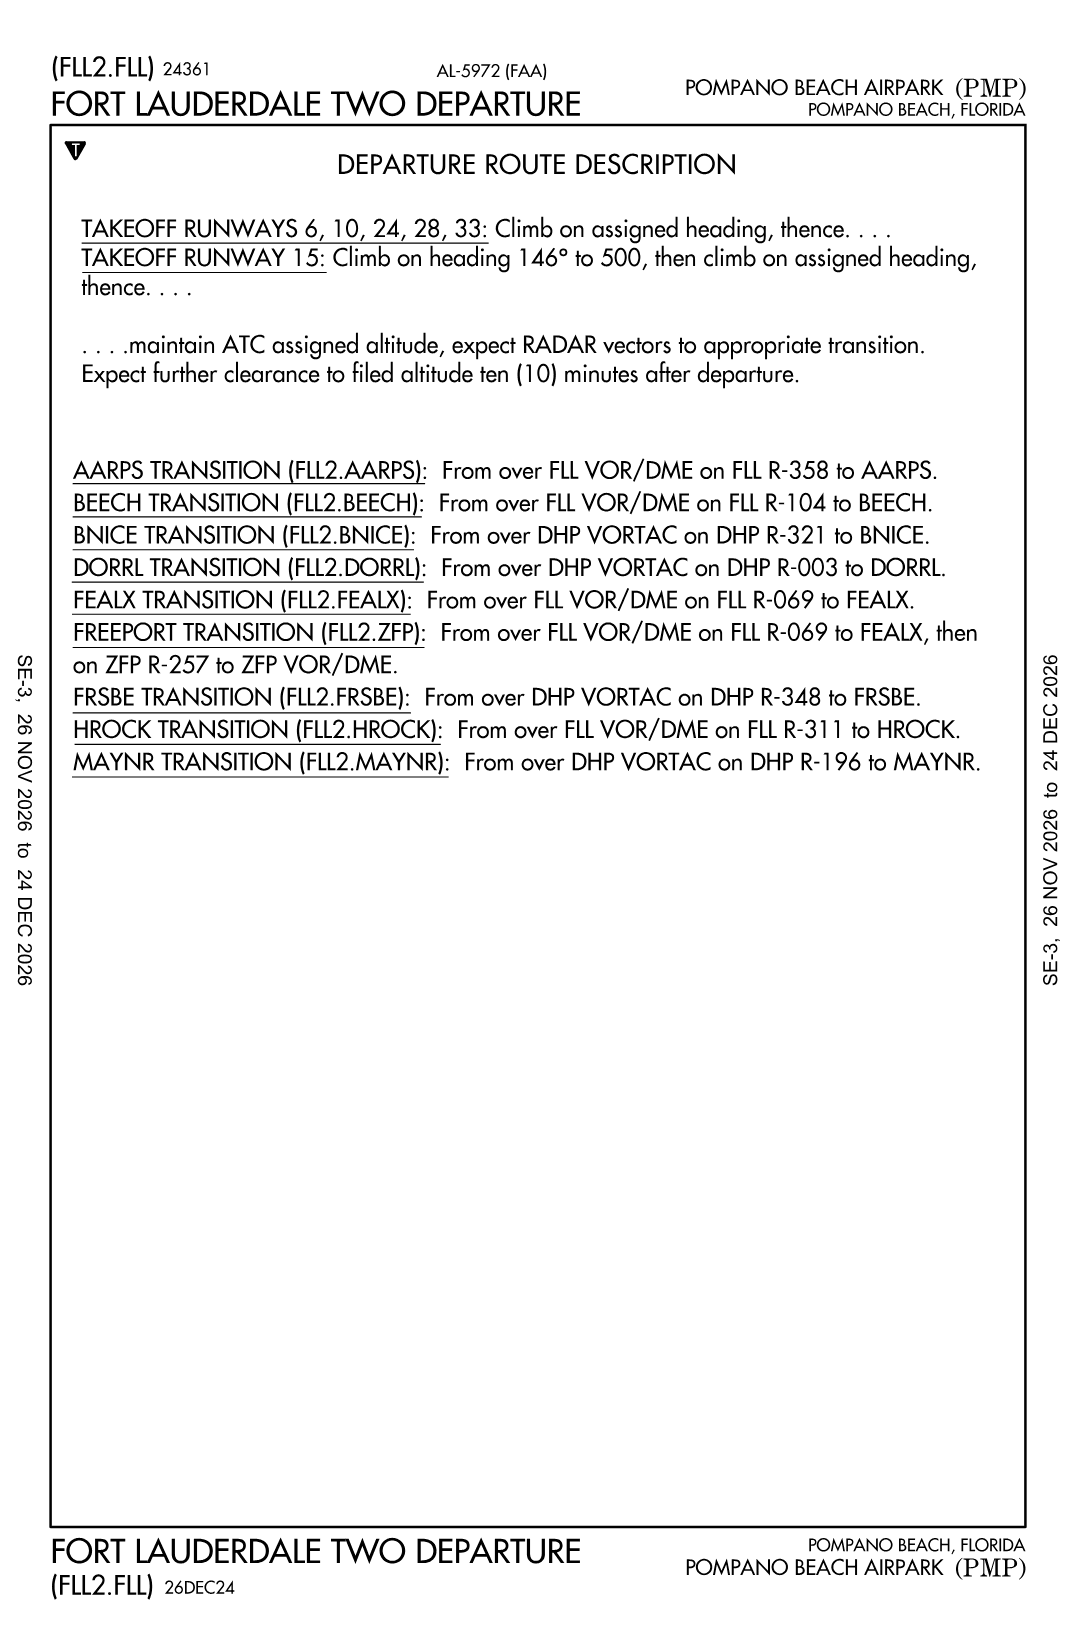 (FLL2.FLL) 24361
AL-5972 (FAA)
FORT LAUDERDALE TWO DEPARTURE
POMPANO BEACH AIRPARK (PMP)
POMPANO BEACH, FLORIDA
T
DEPARTURE ROUTE DESCRIPTION
TAKEOFF RUNWAYS 6, 10, 24, 28, 33: Climb on assigned heading, thence. . . .
TAKEOFF RUNWAY 15: Climb on heading 146° to 500, then climb on assigned heading,
thence. . . .
. . . .maintain ATC assigned altitude, expect RADAR vectors to appropriate transition.
Expect further clearance to filed altitude ten (10) minutes after departure.
AARPS TRANSITION (FLL2.AARPS): From over FLL VOR/DME on FLL R-358 to AARPS.
BEECH TRANSITION (FLL2.BEECH): From over FLL VOR/DME on FLL R-104 to BEECH.
BNICE TRANSITION (FLL2.BNICE): From over DHP VORTAC on DHP R-321 to BNICE.
DORRL TRANSITION (FLL2.DORRL): From over DHP VORTAC on DHP R-003 to DORRL.
FEALX TRANSITION (FLL2.FEALX): From over FLL VOR/DME on FLL R-069 to FEALX.
FREEPORT TRANSITION (FLL2.ZFP): From over FLL VOR/DME on FLL R-069 to FEALX, then
on ZFP R-257 to ZFP VOR/DME.
FRSBE TRANSITION (FLL2.FRSBE): From over DHP VORTAC on DHP R-348 to FRSBE.
HROCK TRANSITION (FLL2.HROCK): From over FLL VOR/DME on FLL R-311 to HROCK.
MAYNR TRANSITION (FLL2.MAYNR): From over DHP VORTAC on DHP R-196 to MAYNR.
SE-3, 26 NOV 2026 to 24 DEC 2026
SE-3, 26 NOV 2026 to 24 DEC 2026
FORT LAUDERDALE TWO DEPARTURE
(FLL2.FLL) 26DEC24
POMPANO BEACH, FLORIDA
POMPANO BEACH AIRPARK (PMP)